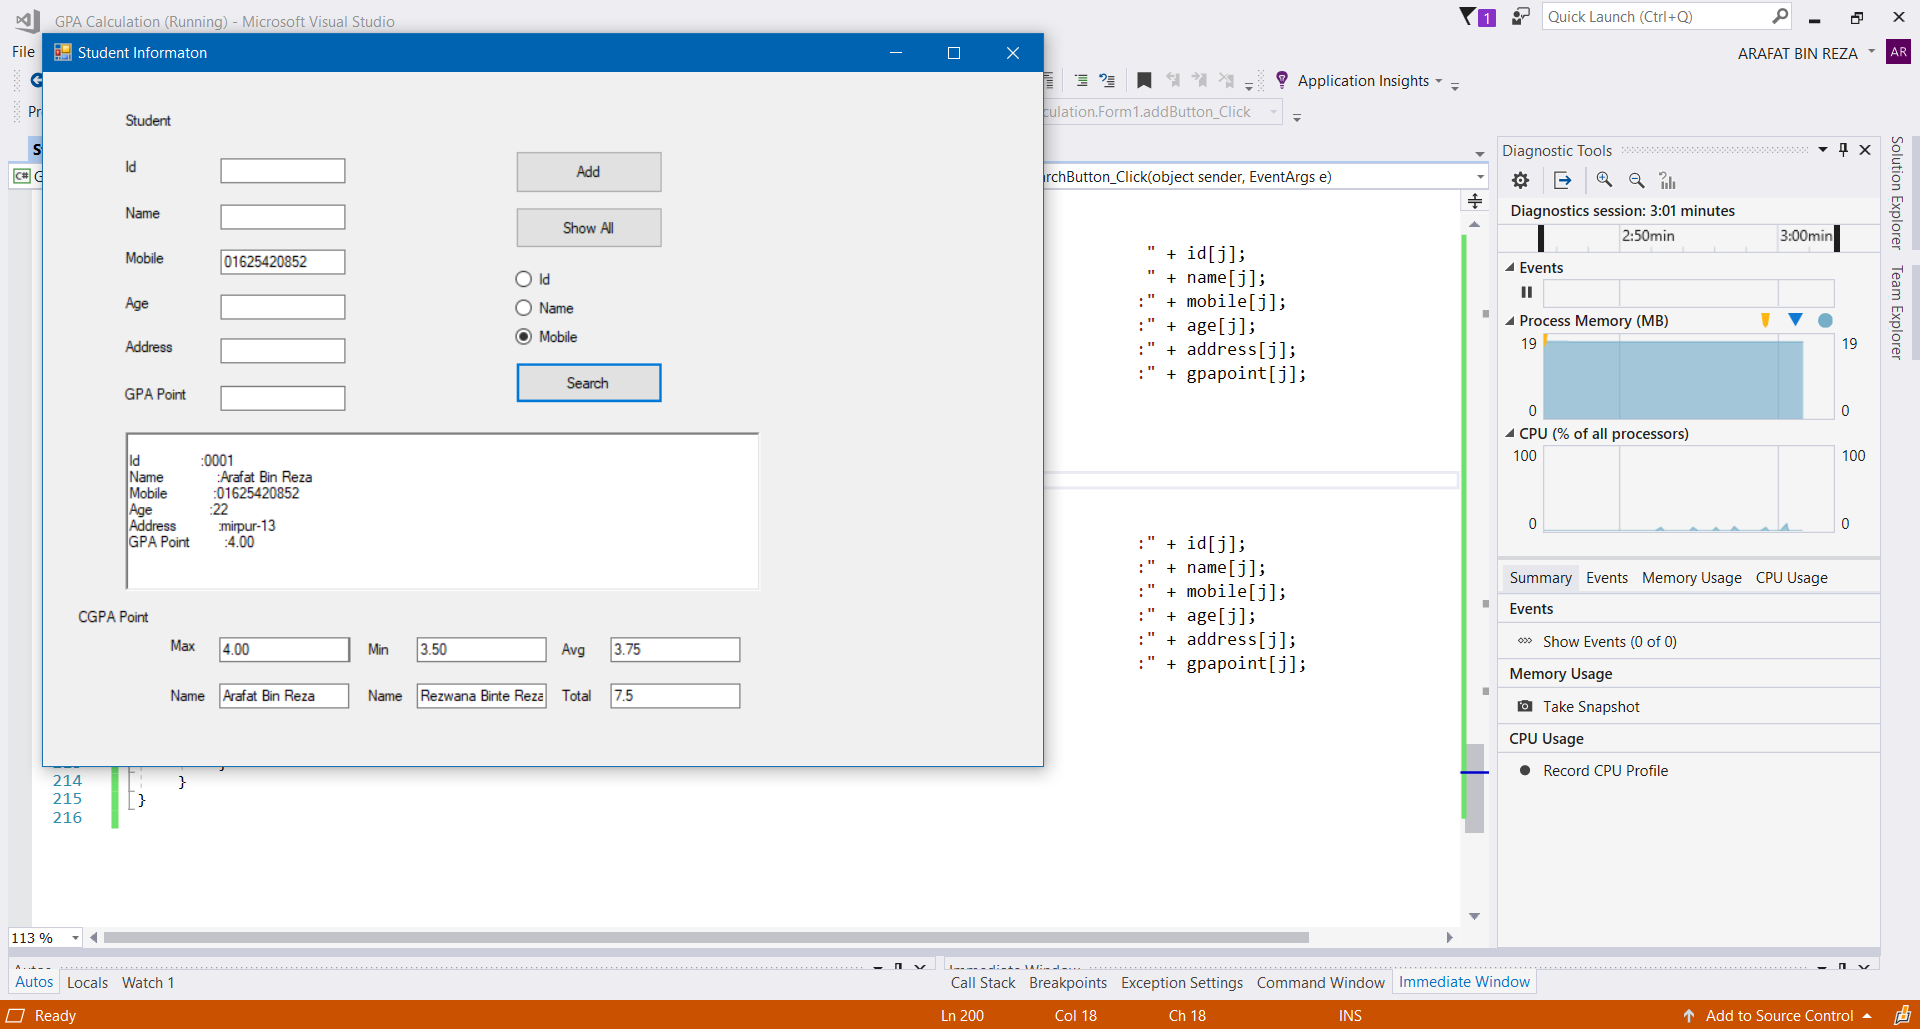 GPA Calculation (Running) - Microsoft Visual Studio
1
Quick Launch (Ctrl+Q)
File
Student Informaton
ARAFAT BIN REZA
AR
Application Insights
culation.Form1.addButton_Click
Student
Id
Add
Name
Show All
Mobile 01625420852
Id
Age
Name
Mobile
Address
Search
GPA Point
Id :0001
Name :Arafat Bin Reza
Mobile :01625420852
Age :22
Address :mirpur-13
GPA Point :4.00
CGPA Point
Max 4.00 Min 3.50 Avg 3.75
Name Arafat Bin Reza Name Rezwana Binte Reza Total 7.5
C# G
archButton_Click(object sender, EventArgs e)
" + id[j];
" + name[j];
:" + mobile[j];
:" + age[j];
:" + address[j];
:" + gpapoint[j];
:" + id[j];
:" + name[j];
:" + mobile[j];
:" + age[j];
:" + address[j];
:" + gpapoint[j];
214 }
215 }
216
113 %
Diagnostic Tools
Diagnostics session: 3:01 minutes
2:50min 3:00min
Events
Process Memory (MB)
19 19
0 0
CPU (% of all processors)
100 100
0 0
Summary Events Memory Usage CPU Usage
Events
Show Events (0 of 0)
Memory Usage
Take Snapshot
CPU Usage
Record CPU Profile
Solution Explorer
Team Explorer
Autos
Immediate Window
Autos Locals Watch 1
Call Stack Breakpoints Exception Settings Command Window Immediate Window
Ready Ln 200 Col 18 Ch 18 INS Add to Source Control